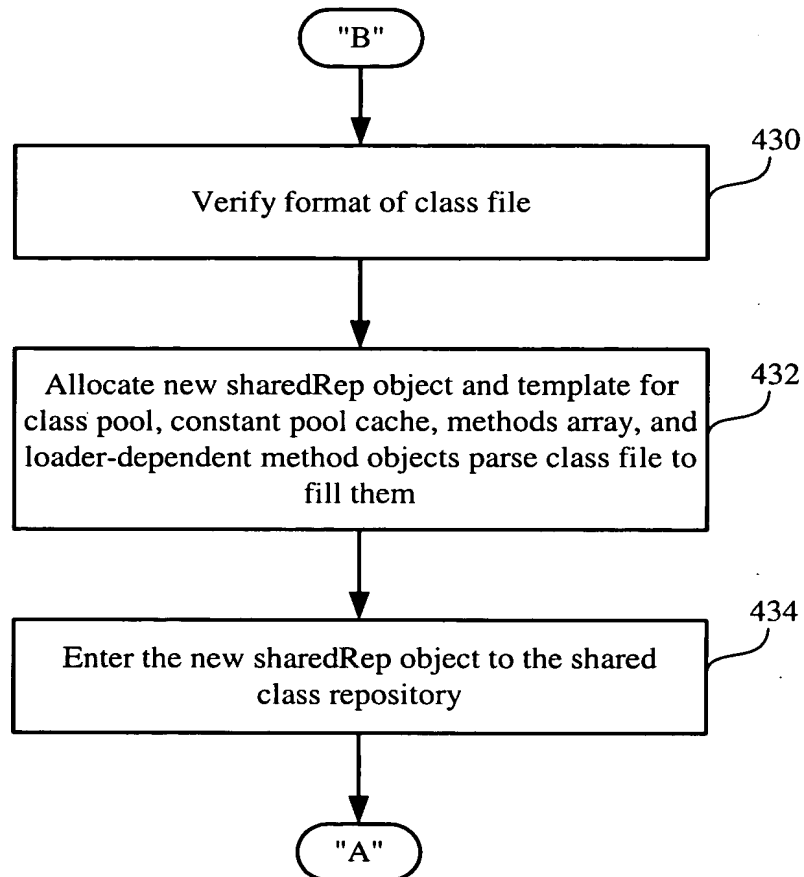 "B"
430
Verify format of class file
432
Allocate new sharedRep object and template for
class pool, constant pool cache, methods array, and
loader-dependent method objects parse class file to
fill them
434
Enter the new sharedRep object to the shared
class repository
"A"